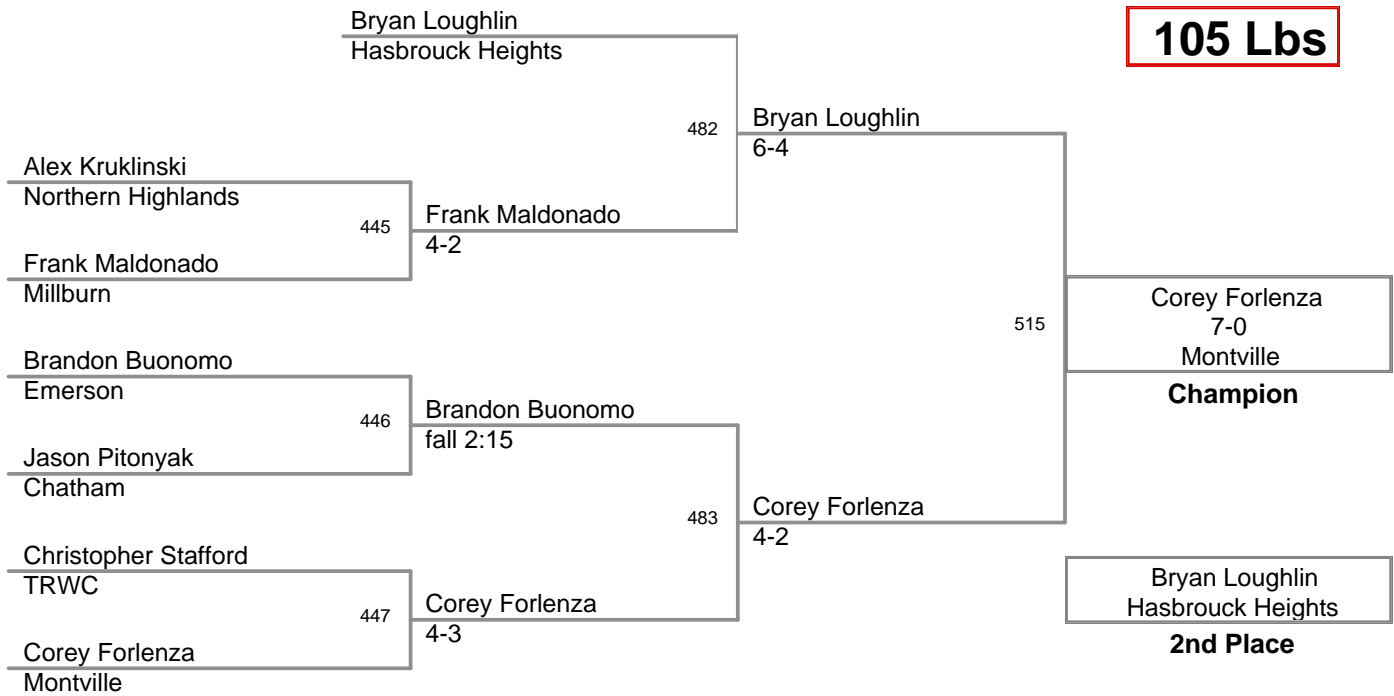 Bryan Loughlin
Hasbrouck Heights
105 Lbs
482
Bryan Loughlin
6-4
Alex Kruklinski
Northern Highlands
445
Frank Maldonado
4-2
Frank Maldonado
Millburn
515
Corey Forlenza
7-0
Montville
Champion
Brandon Buonomo
Emerson
446
Brandon Buonomo
fall 2:15
Jason Pitonyak
Chatham
483
Corey Forlenza
4-2
Christopher Stafford
TRWC
447
Corey Forlenza
4-3
Corey Forlenza
Montville
Bryan Loughlin
Hasbrouck Heights
2nd Place